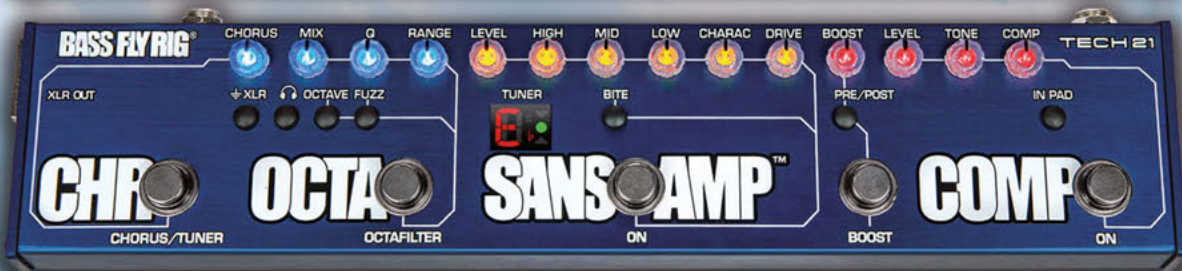 BASS FLY RIG®
CHORUS MIX Q RANGE LEVEL HIGH MID LOW CHARAC DRIVE BOOST LEVEL TONE COMP
TECH 21
XLR OUT
XLR OCTAVE FUZZ
TUNER
BITE
PRE/POST
IN PAD
E
CHR OCTA SANS AMP™ COMP
CHORUS/TUNER OCTAFILTER ON BOOST ON